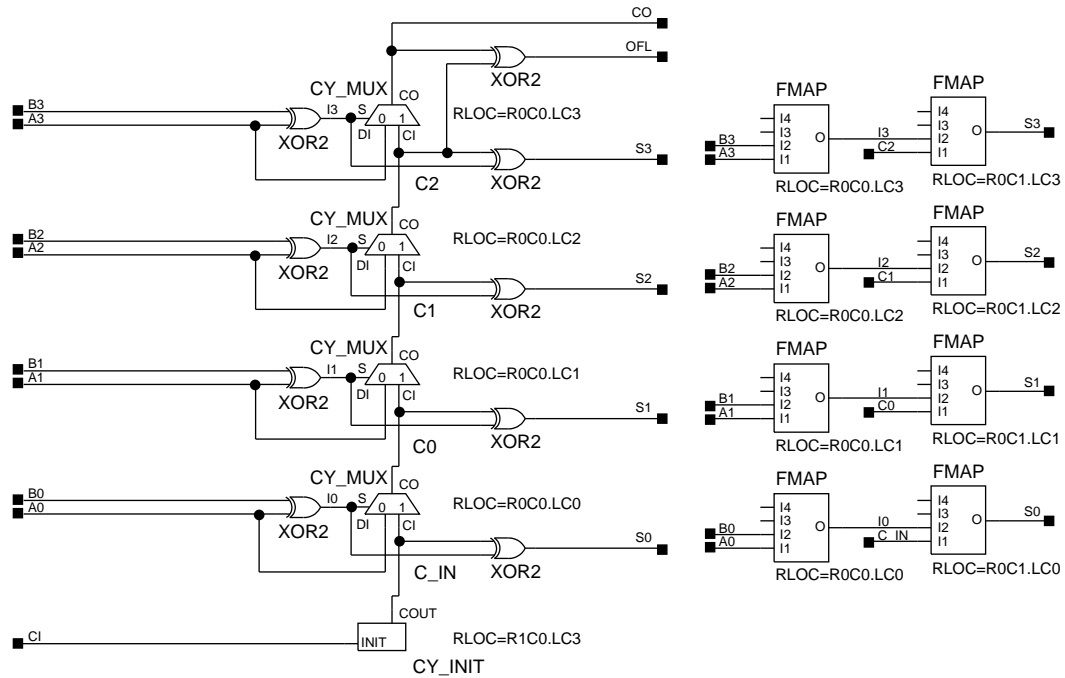 CO
OFL
XOR2
CY_MUX
CO
B3
A3
I3
S
0 1
DI
CI
XOR2
RLOC=R0C0.LC3
S3
XOR2
C2
CY_MUX
CO
B2
A2
I2
S
0 1
DI
CI
XOR2
RLOC=R0C0.LC2
S2
XOR2
C1
CY_MUX
CO
B1
A1
I1
S
0 1
DI
CI
XOR2
RLOC=R0C0.LC1
S1
XOR2
C0
CY_MUX
CO
B0
A0
I0
S
0 1
DI
CI
XOR2
RLOC=R0C0.LC0
S0
XOR2
C_IN
COUT
CI
INIT
RLOC=R1C0.LC3
CY_INIT
FMAP
I4
I3
I2
I1
O
B3
A3
RLOC=R0C0.LC3
FMAP
I4
I3
I2
I1
O
I3
C2
S3
RLOC=R0C1.LC3
FMAP
I4
I3
I2
I1
O
B2
A2
RLOC=R0C0.LC2
FMAP
I4
I3
I2
I1
O
I2
C1
S2
RLOC=R0C1.LC2
FMAP
I4
I3
I2
I1
O
B1
A1
RLOC=R0C0.LC1
FMAP
I4
I3
I2
I1
O
I1
C0
S1
RLOC=R0C1.LC1
FMAP
I4
I3
I2
I1
O
B0
A0
RLOC=R0C0.LC0
FMAP
I4
I3
I2
I1
O
I0
C_IN
S0
RLOC=R0C1.LC0